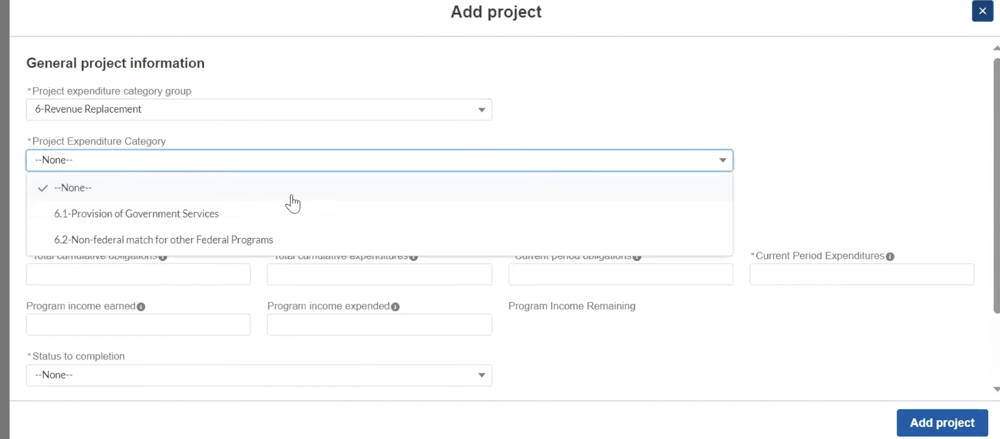 Add project
General project information
*Project expenditure category group
6-Revenue Replacement
*Project Expenditure Category
--None--
--None--
6.1-Provision of Government Services
6.2-Non-federal match for other Federal Programs
Total cumulative obligations Total cumulative expenditures Current period obligations *Current Period Expenditures
Program income earned Program income expended Program Income Remaining
*Status to completion
--None--
Add project